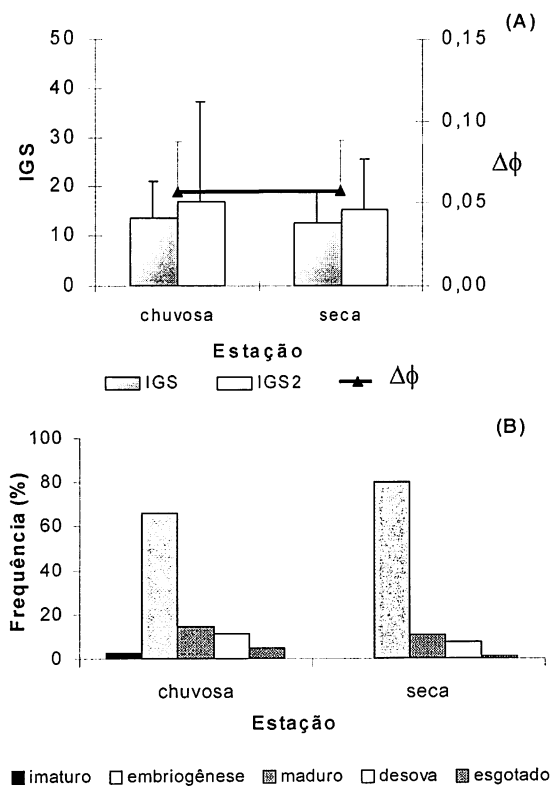 (A)
50
40
30
20
10
0
IGS
0,15
0,10
0,05
0,00
Δϕ
chuvosa seca
Estação
IGS IGS2 Δϕ
(B)
100
80
60
40
20
0
Frequência (%)
chuvosa seca
Estação
imaturo embriogênese maduro desova esgotado